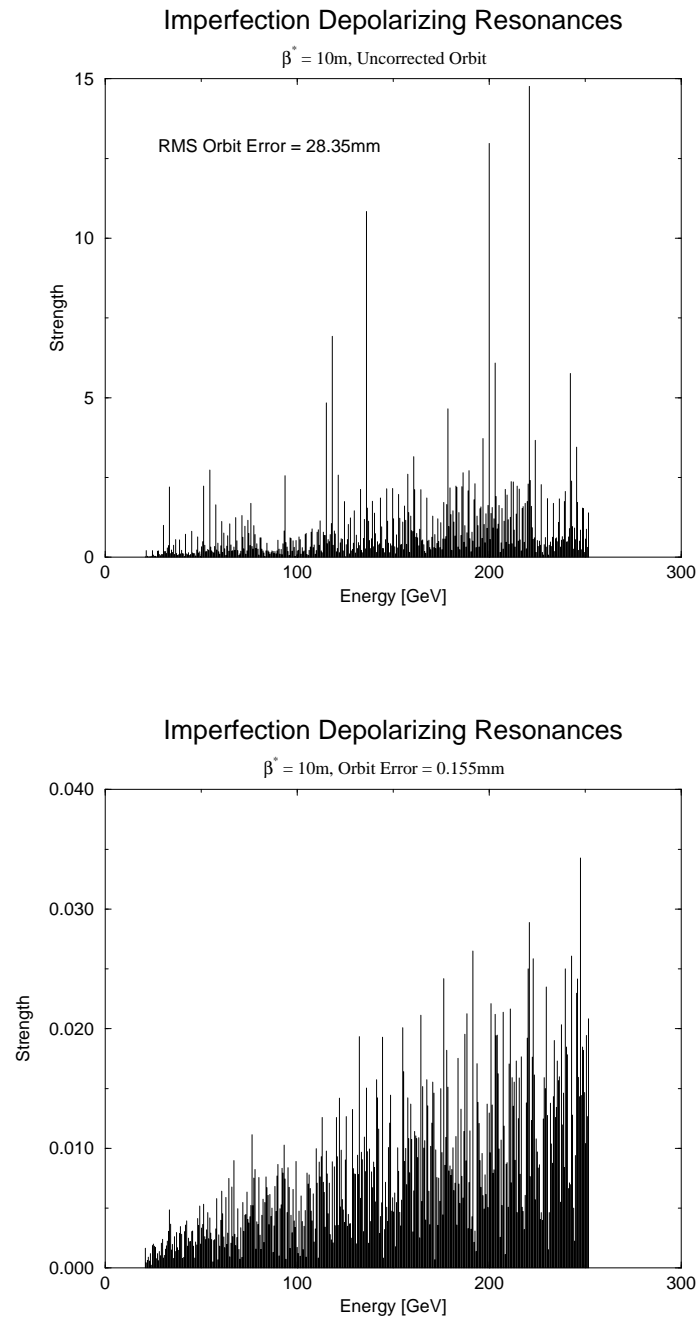 Imperfection Depolarizing Resonances
β* = 10m, Uncorrected Orbit
15
RMS Orbit Error = 28.35mm
10
Strength
5
0
0 100 200 300
Energy [GeV]
Imperfection Depolarizing Resonances
β* = 10m, Orbit Error = 0.155mm
0.040
0.030
Strength
0.020
0.010
0.000
0 100 200 300
Energy [GeV]